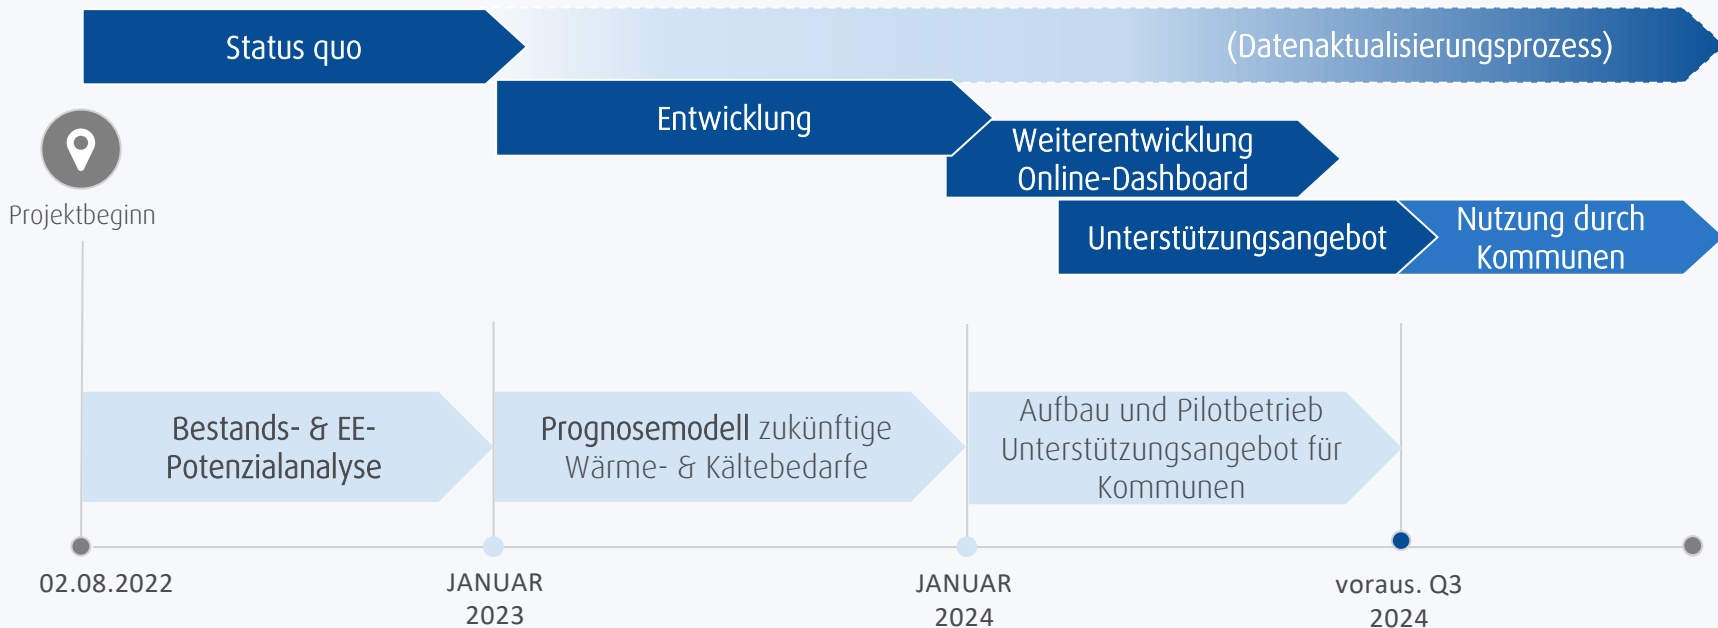 Status quo
(Datenaktualisierungsprozess)
Entwicklung
Weiterentwicklung
Online-Dashboard
Projektbeginn
Unterstützungsangebot
Nutzung durch
Kommunen
Bestands- & EE-
Potenzialanalyse
Prognosemodell zukünftige
Wärme- & Kältebedarfe
Aufbau und Pilotbetrieb
Unterstützungsangebot für
Kommunen
02.08.2022
JANUAR
2023
JANUAR
2024
voraus. Q3
2024